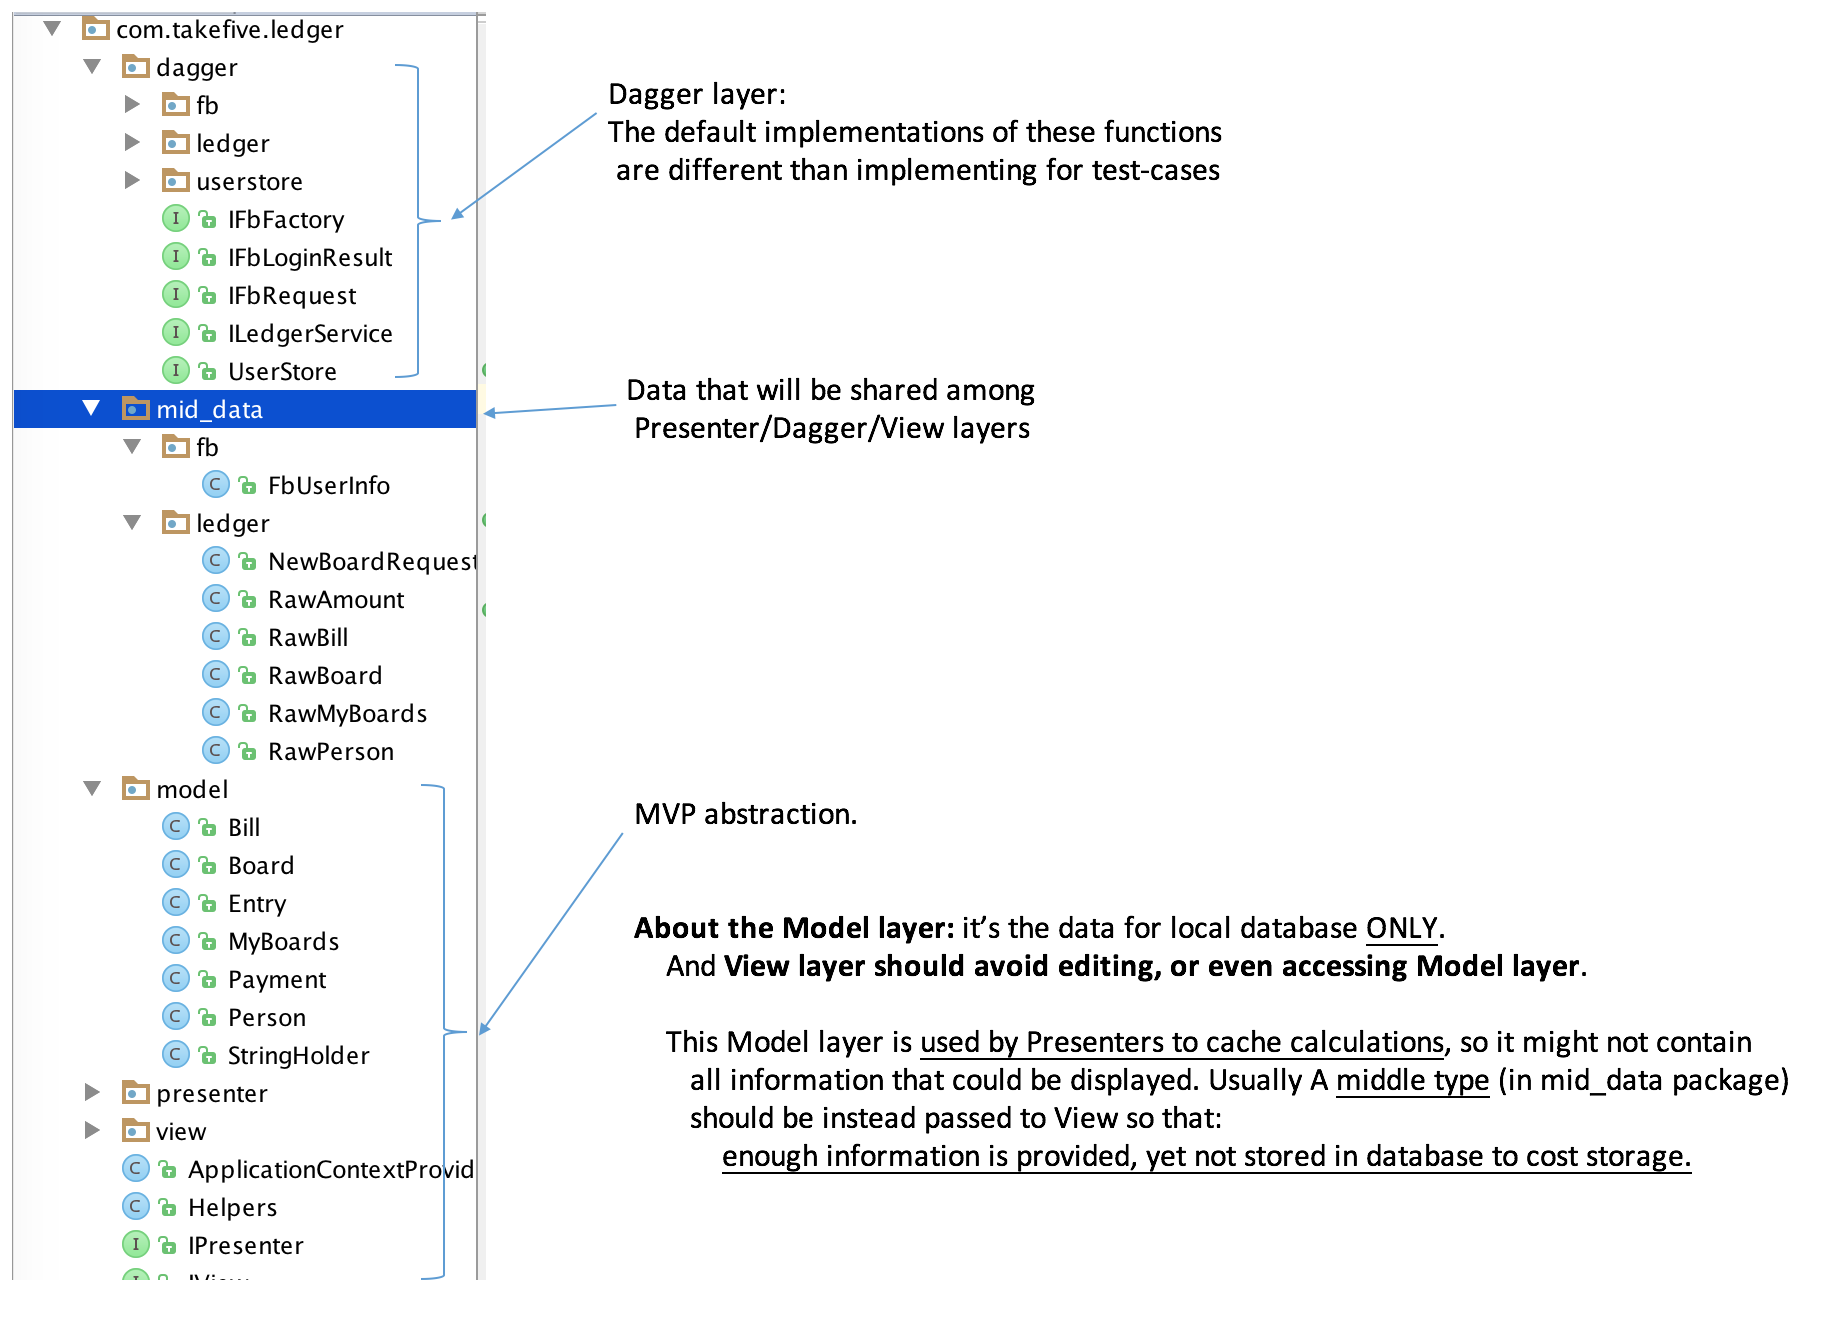 com.takefive.ledger
dagger
fb
ledger
userstore
IFbFactory
IFbLoginResult
IFbRequest
ILedgerService
UserStore
mid_data
fb
FbUserInfo
ledger
NewBoardRequest
RawAmount
RawBill
RawBoard
RawMyBoards
RawPerson
model
Bill
Board
Entry
MyBoards
Payment
Person
StringHolder
presenter
view
ApplicationContextProvid
Helpers
IPresenter
IView
Dagger layer:
The default implementations of these functions
are different than implementing for test-cases
Data that will be shared among
Presenter/Dagger/View layers
MVP abstraction.
About the Model layer: it’s the data for local database ONLY.
And View layer should avoid editing, or even accessing Model layer.
This Model layer is used by Presenters to cache calculations, so it might not contain
all information that could be displayed. Usually A middle type (in mid_data package)
should be instead passed to View so that:
enough information is provided, yet not stored in database to cost storage.